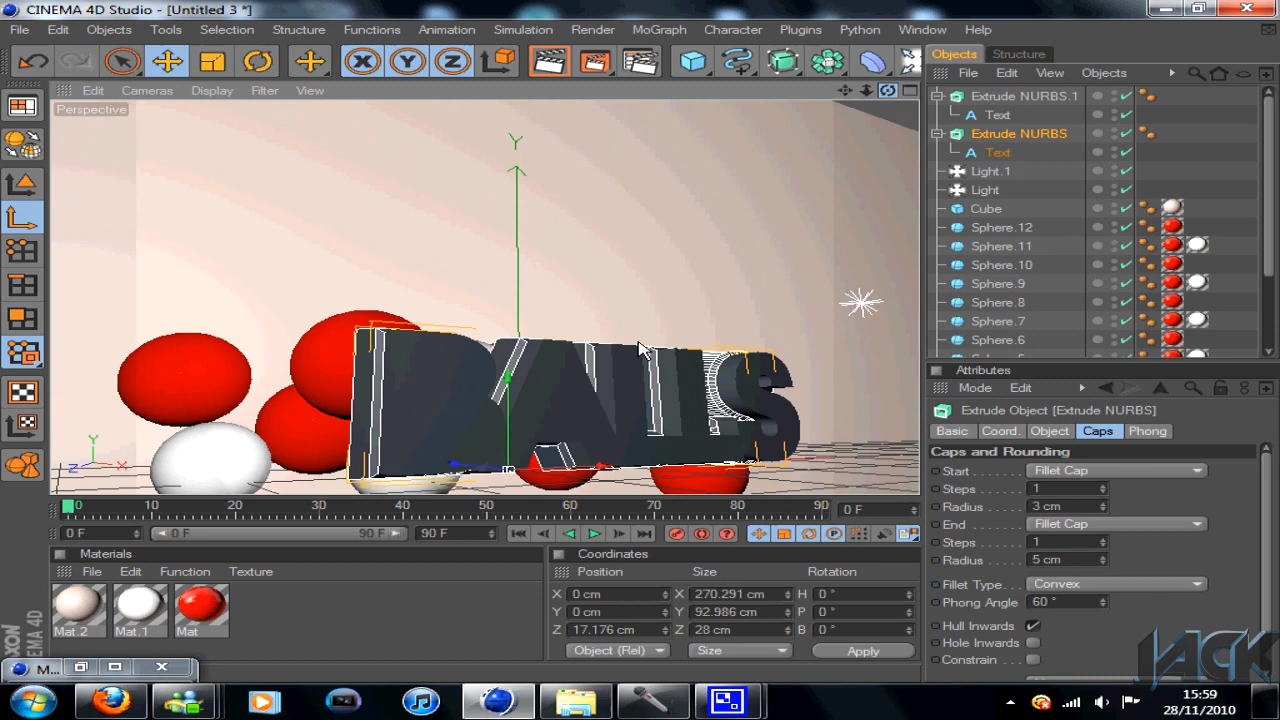 CINEMA 4D Studio - [Untitled 3 *]
File Edit Objects Tools Selection Structure Functions Animation Simulation Render MoGraph Character Plugins Python Window Help
X Y Z
Objects Structure
File Edit View Objects
Edit Cameras Display Filter View
Perspective
Extrude NURBS.1
A Text
Extrude NURBS
A Text
Light.1
Light
Cube
Sphere.12
Sphere.11
Sphere.10
Sphere.9
Sphere.8
Sphere.7
Sphere.6
Y
BALLS
Y
Z X
Attributes
Mode Edit
Extrude Object [Extrude NURBS]
Basic Coord. Object Caps Phong
Caps and Rounding
Start Fillet Cap
Steps 1
Radius 3 cm
End Fillet Cap
Steps 1
Radius 5 cm
Fillet Type Convex
Phong Angle 60 °
Hull Inwards
Hole Inwards
Constrain
0 10 20 30 40 50 60 70 80 90 0 F
0 F 0 F 90 F 90 F
P
Materials
File Edit Function Texture
Mat.2 Mat.1 Mat
Coordinates
Position Size Rotation
X 0 cm X 270.291 cm H 0 °
Y 0 cm Y 92.986 cm P 0 °
Z 17.176 cm Z 28 cm B 0 °
Object (Rel) Size Apply
CINEMA 4D
M...
JACK
15:59
28/11/2010